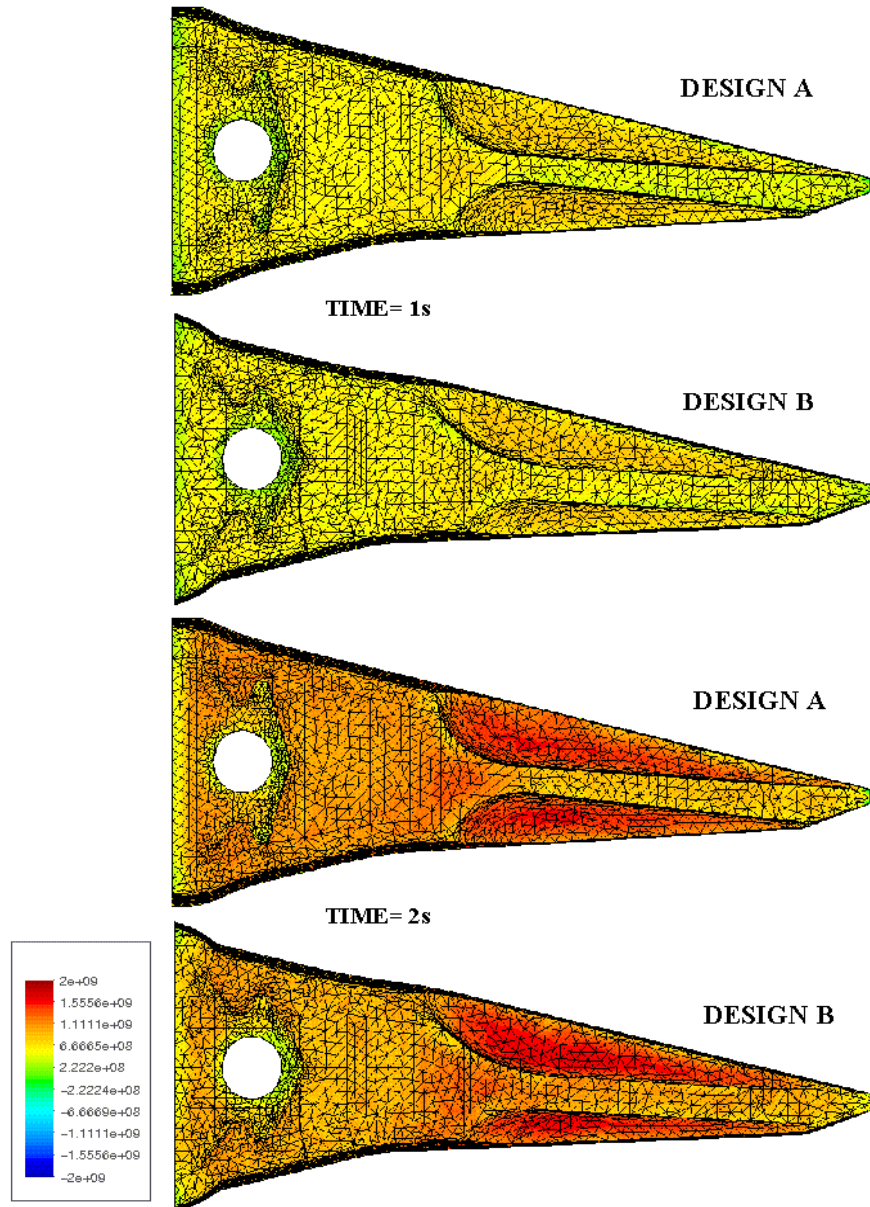 DESIGN A
TIME= 1s
DESIGN B
DESIGN A
TIME= 2s
DESIGN B
2e+09
1.5556e+09
1.1111e+09
6.6665e+08
2.222e+08
-2.2224e+08
-6.6669e+08
-1.1111e+09
-1.5556e+09
-2e+09